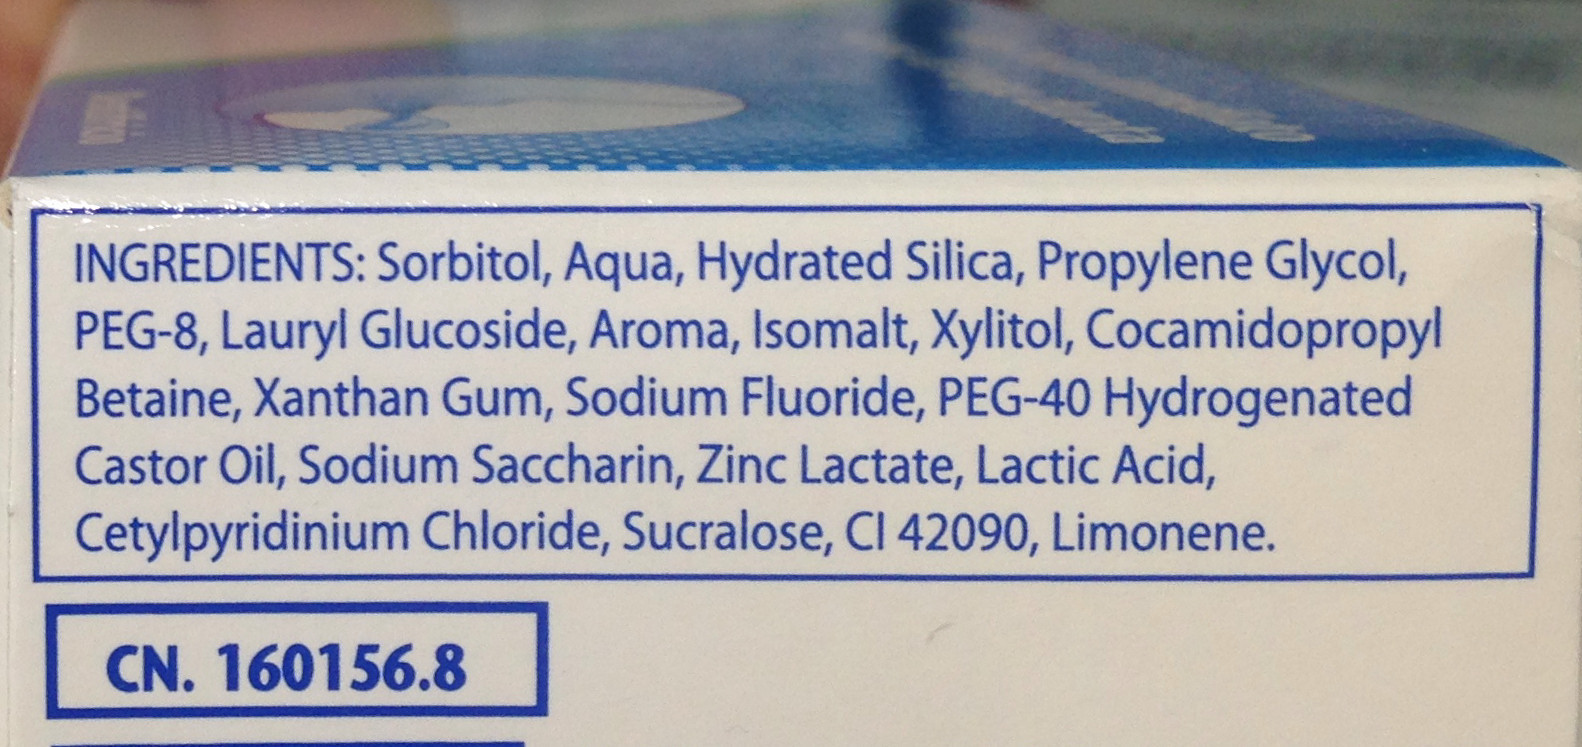 INGREDIENTS: Sorbitol, Aqua, Hydrated Silica, Propylene Glycol,
PEG-8, Lauryl Glucoside, Aroma, Isomalt, Xylitol, Cocamidopropyl
Betaine, Xanthan Gum, Sodium Fluoride, PEG-40 Hydrogenated
Castor Oil, Sodium Saccharin, Zinc Lactate, Lactic Acid,
Cetylpyridinium Chloride, Sucralose, CI 42090, Limonene.
CN. 160156.8